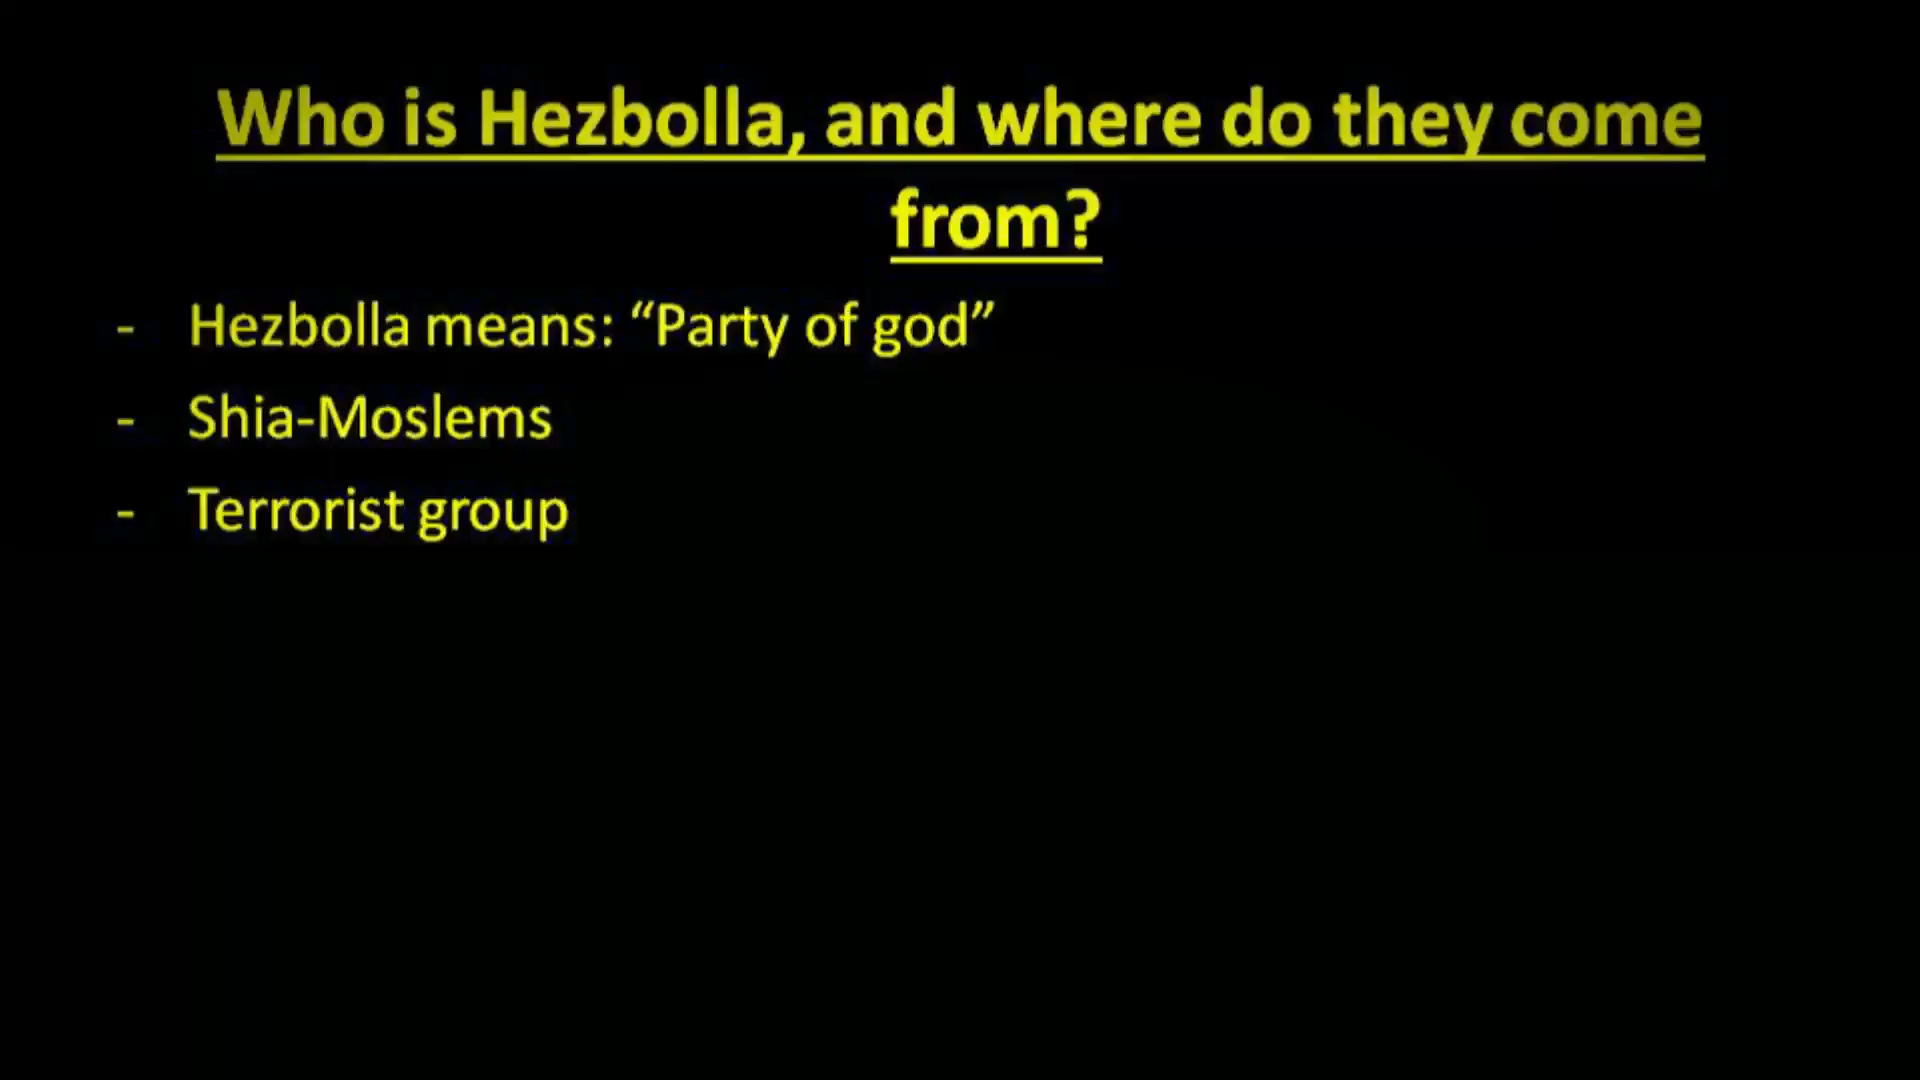 Who is Hezbolla, and where do they come
from?
- Hezbolla means: “Party of god”
- Shia-Moslems
- Terrorist group